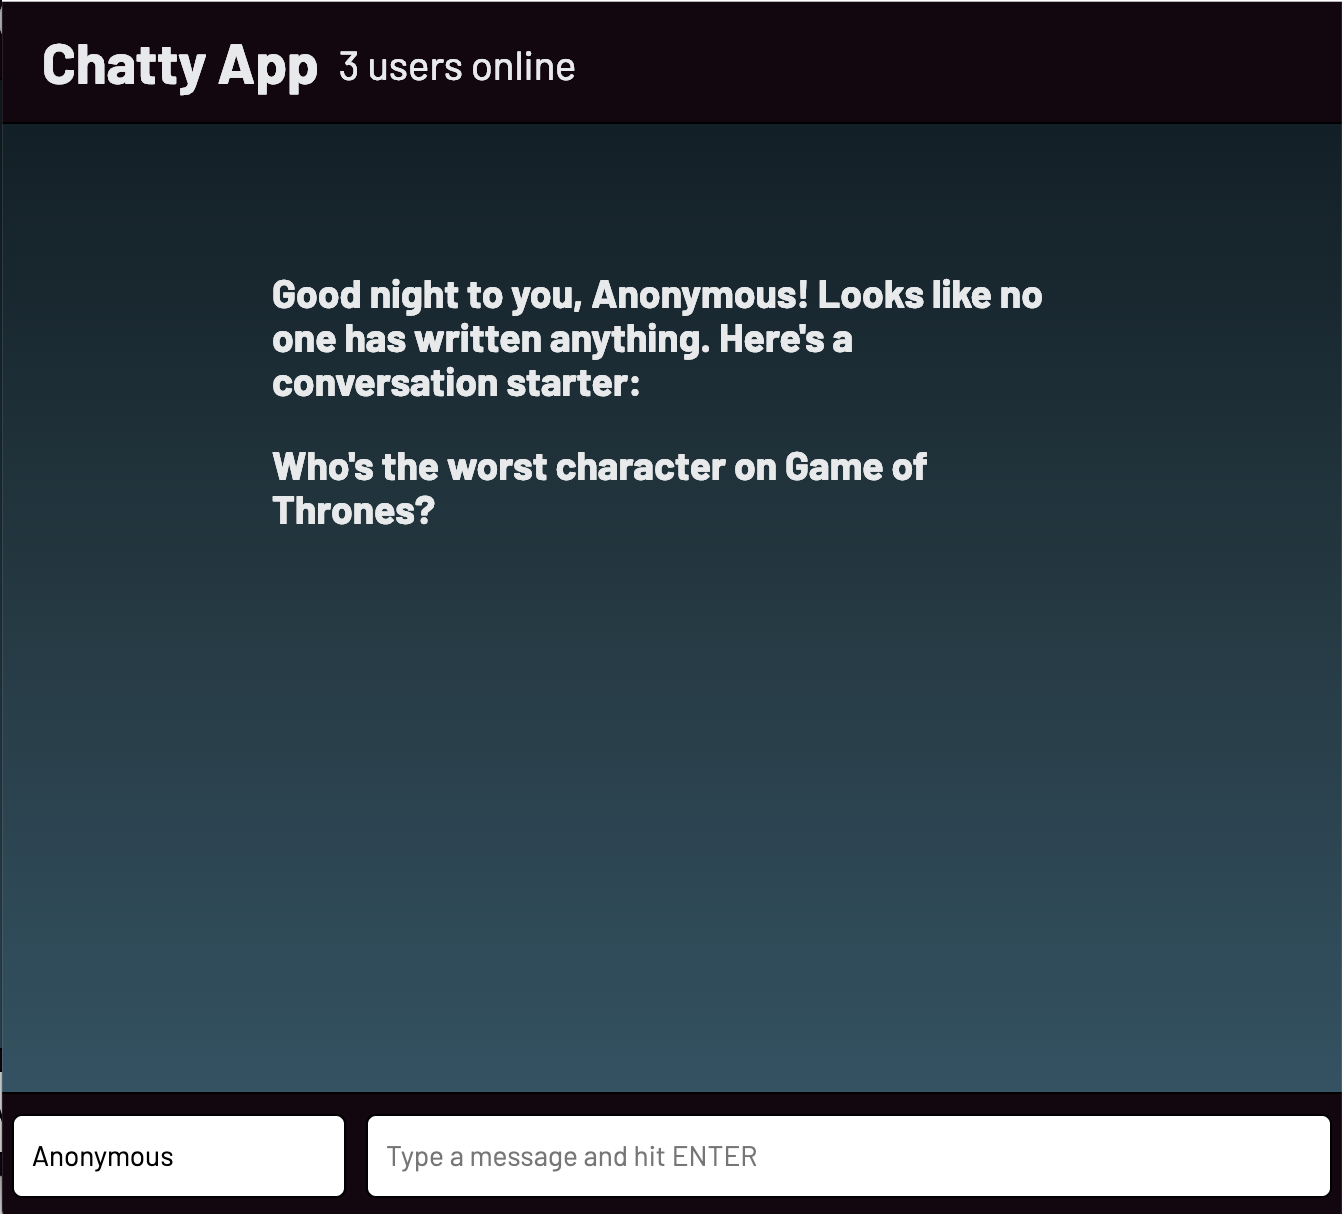 Chatty App 3 users online
Good night to you, Anonymous! Looks like no
one has written anything. Here's a
conversation starter:
Who's the worst character on Game of
Thrones?
Anonymous
Type a message and hit ENTER